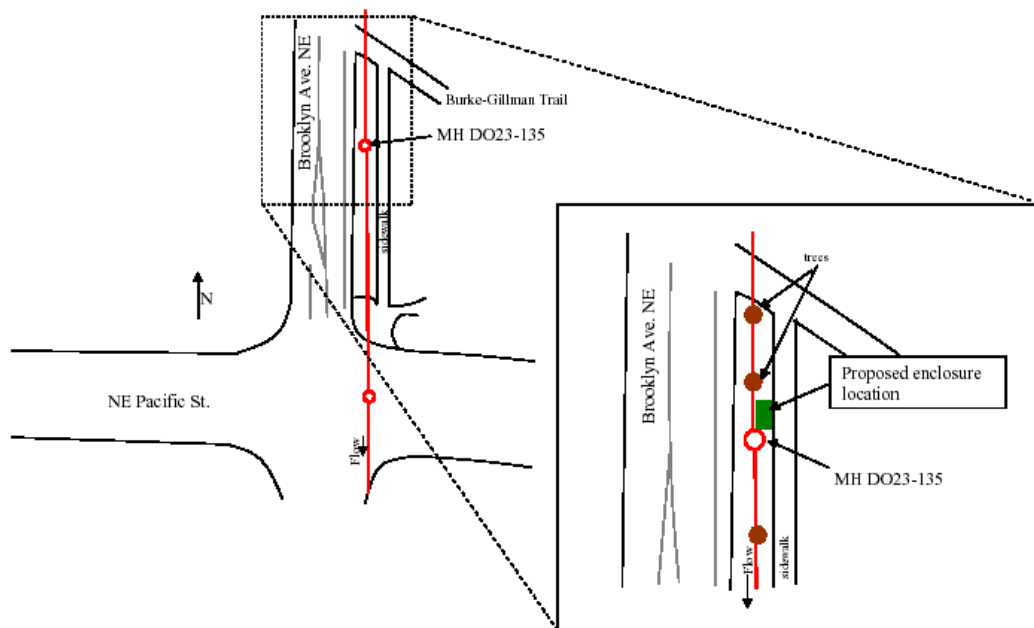 Brooklyn Ave. NE
Burke-Gillman Trail
MH DO23-135
sidewalk
N
NE Pacific St.
Flow
trees
Brooklyn Ave. NE
Proposed enclosure
location
MH DO23-135
Flow
sidewalk